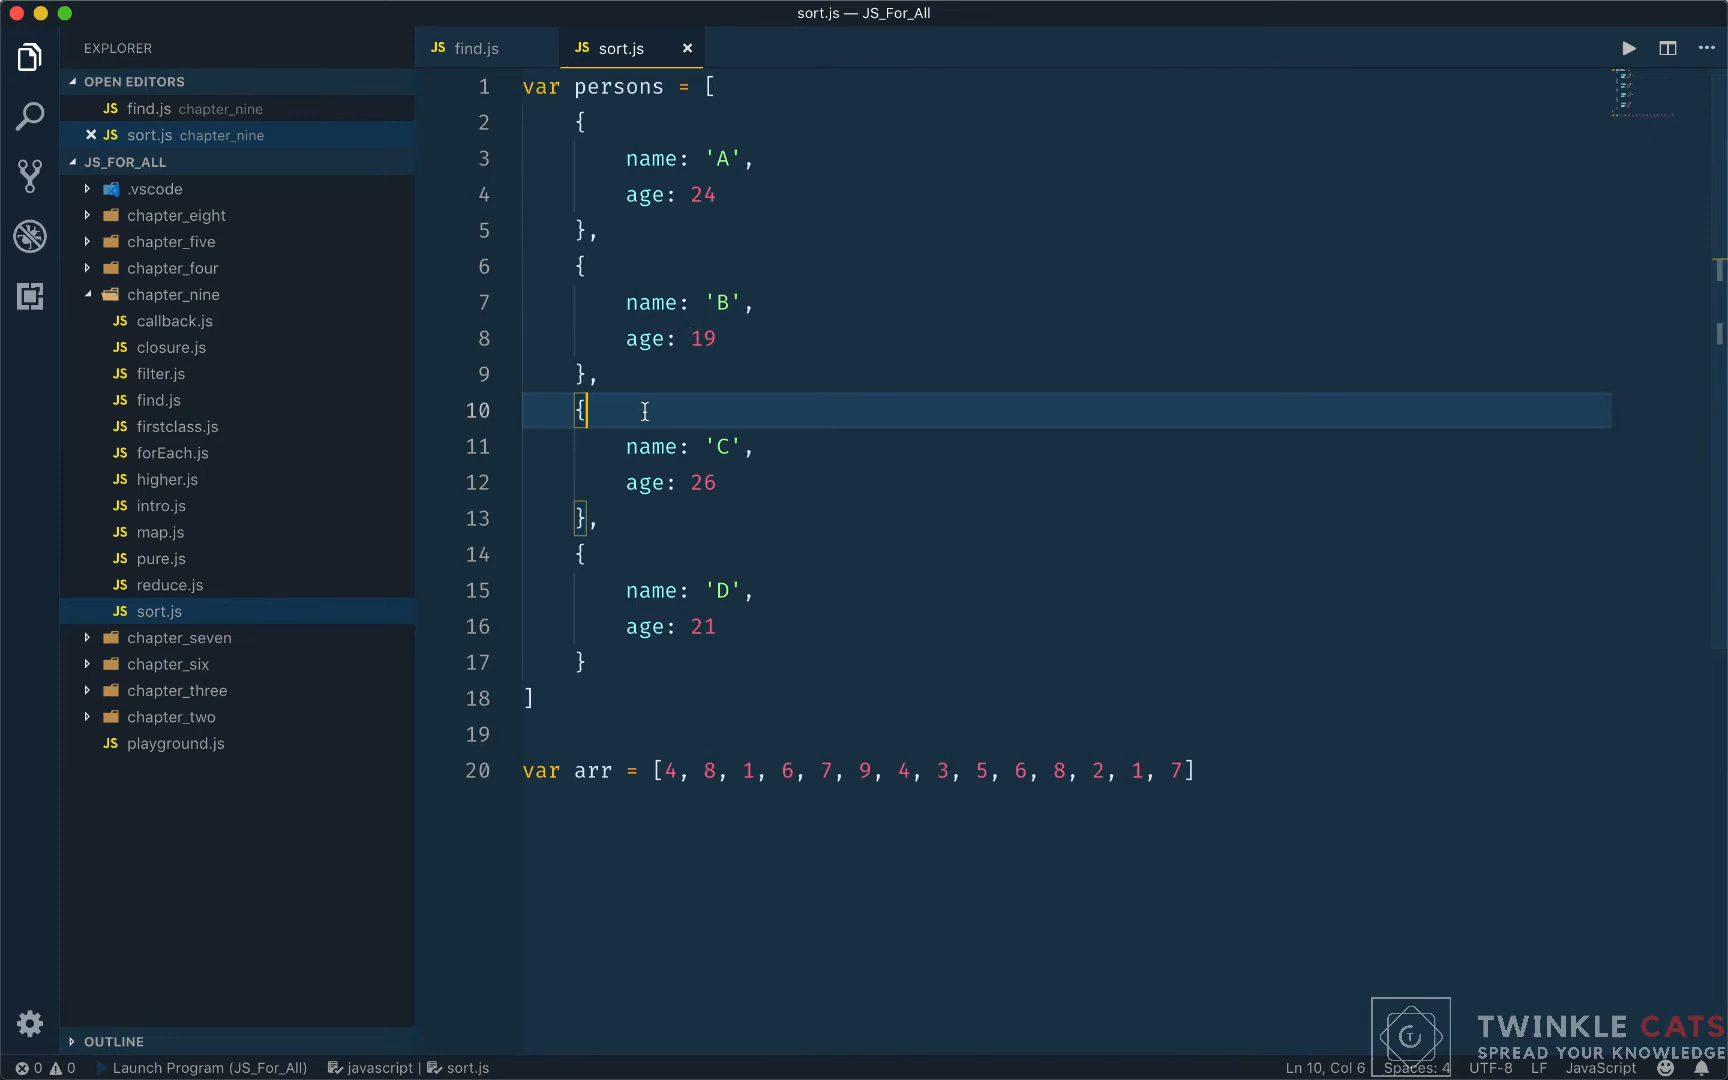 sort.js — JS_For_All
EXPLORER
OPEN EDITORS
JS find.js chapter_nine
JS sort.js chapter_nine
JS_FOR_ALL
.vscode
chapter_eight
chapter_five
chapter_four
chapter_nine
JS callback.js
JS closure.js
JS filter.js
JS find.js
JS firstclass.js
JS forEach.js
JS higher.js
JS intro.js
JS map.js
JS pure.js
JS reduce.js
JS sort.js
chapter_seven
chapter_six
chapter_three
chapter_two
JS playground.js
OUTLINE
JS find.js JS sort.js
1 var persons = [
2 {
3 name: 'A',
4 age: 24
5 },
6 {
7 name: 'B',
8 age: 19
9 },
10 {
11 name: 'C',
12 age: 26
13 },
14 {
15 name: 'D',
16 age: 21
17 }
18 ]
19
20 var arr = [4, 8, 1, 6, 7, 9, 4, 3, 5, 6, 8, 2, 1, 7]
TWINKLE CATS
SPREAD YOUR KNOWLEDGE
0 0 Launch Program (JS_For_All) javascript sort.js Ln 10, Col 6 Spaces: 4 UTF-8 LF JavaScript